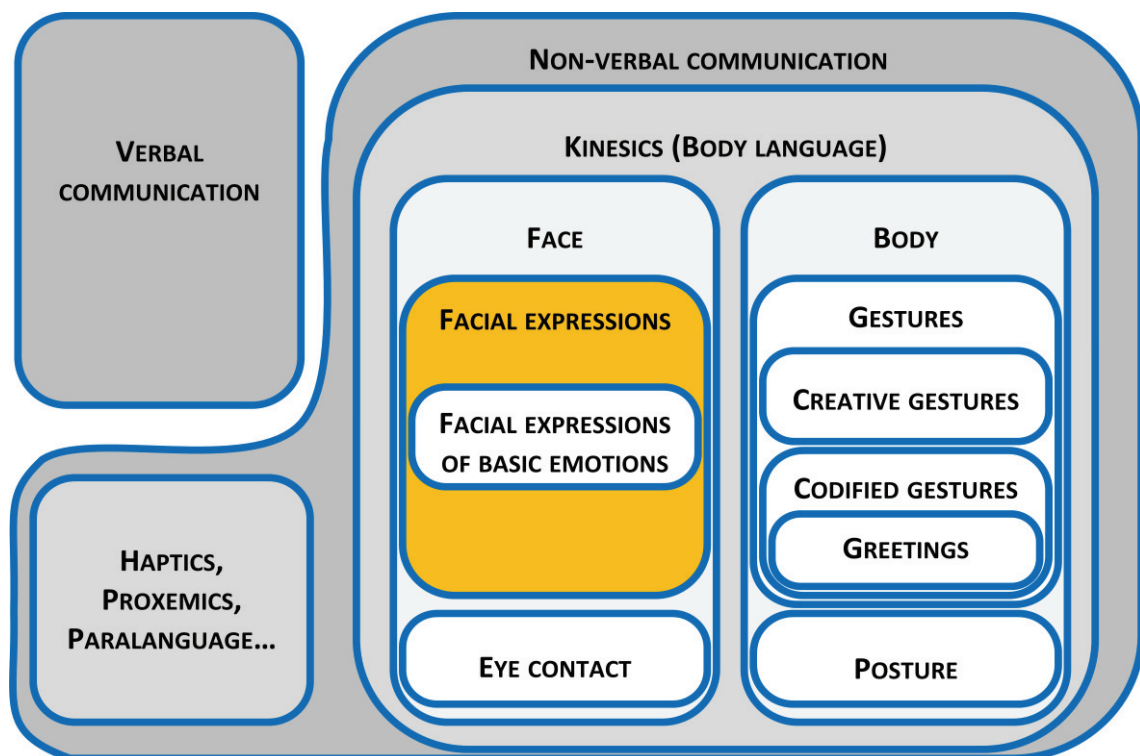 NON-VERBAL COMMUNICATION
VERBAL
COMMUNICATION
KINESICS (BODY LANGUAGE)
FACE
FACIAL EXPRESSIONS
FACIAL EXPRESSIONS
OF BASIC EMOTIONS
EYE CONTACT
BODY
GESTURES
CREATIVE GESTURES
CODIFIED GESTURES
GREETINGS
POSTURE
HAPTICS,
PROXEMICS,
PARALANGUAGE...